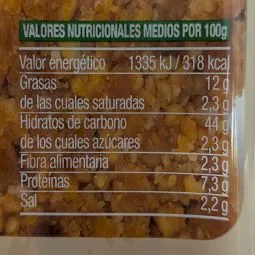 VALORES NUTRICIONALES MEDIOS POR 100g
Valor energético 1335 kJ / 318 kcal
Grasas 12 g
de las cuales saturadas 2,3 g
Hidratos de carbono 44 g
de los cuales azúcares 2,3 g
Fibra alimentaria 2,3 g
Proteínas 7,3 g
Sal 2,2 g